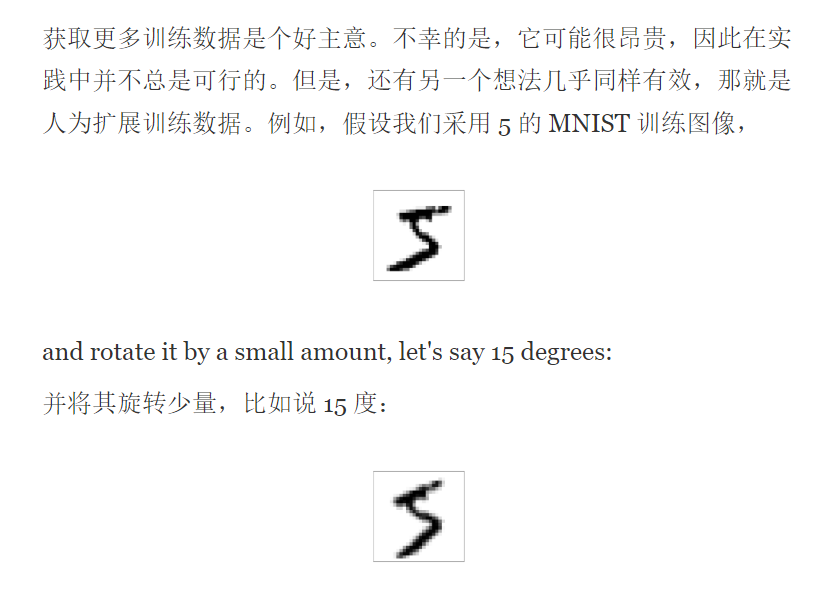 获取更多训练数据是个好主意。不幸的是，它可能很昂贵，因此在实
践中并不总是可行的。但是，还有另一个想法几乎同样有效，那就是
人为扩展训练数据。例如，假设我们采用 5 的 MNIST 训练图像，
5
and rotate it by a small amount, let's say 15 degrees:
并将其旋转少量，比如说 15 度：
5